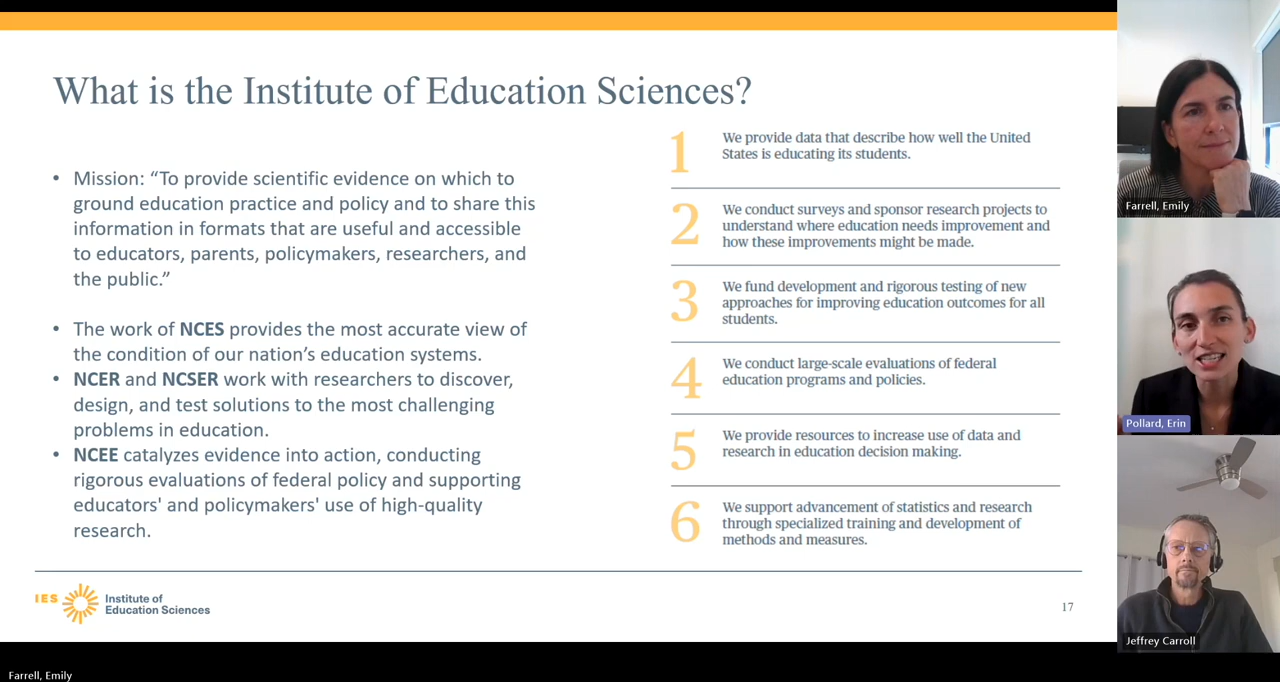 What is the Institute of Education Sciences?
• Mission: “To provide scientific evidence on which to
ground education practice and policy and to share this
information in formats that are useful and accessible
to educators, parents, policymakers, researchers, and
the public.”
• The work of NCES provides the most accurate view of
the condition of our nation’s education systems.
• NCER and NCSER work with researchers to discover,
design, and test solutions to the most challenging
problems in education.
• NCEE catalyzes evidence into action, conducting
rigorous evaluations of federal policy and supporting
educators' and policymakers' use of high-quality
research.
1
We provide data that describe how well the United
States is educating its students.
2
We conduct surveys and sponsor research projects to
understand where education needs improvement and
how these improvements might be made.
3
We fund development and rigorous testing of new
approaches for improving education outcomes for all
students.
4
We conduct large-scale evaluations of federal
education programs and policies.
5
We provide resources to increase use of data and
research in education decision making.
6
We support advancement of statistics and research
through specialized training and development of
methods and measures.
IES
Institute of
Education Sciences
17
Farrell, Emily
Pollard, Erin
Jeffrey Carroll
Farrell, Emily